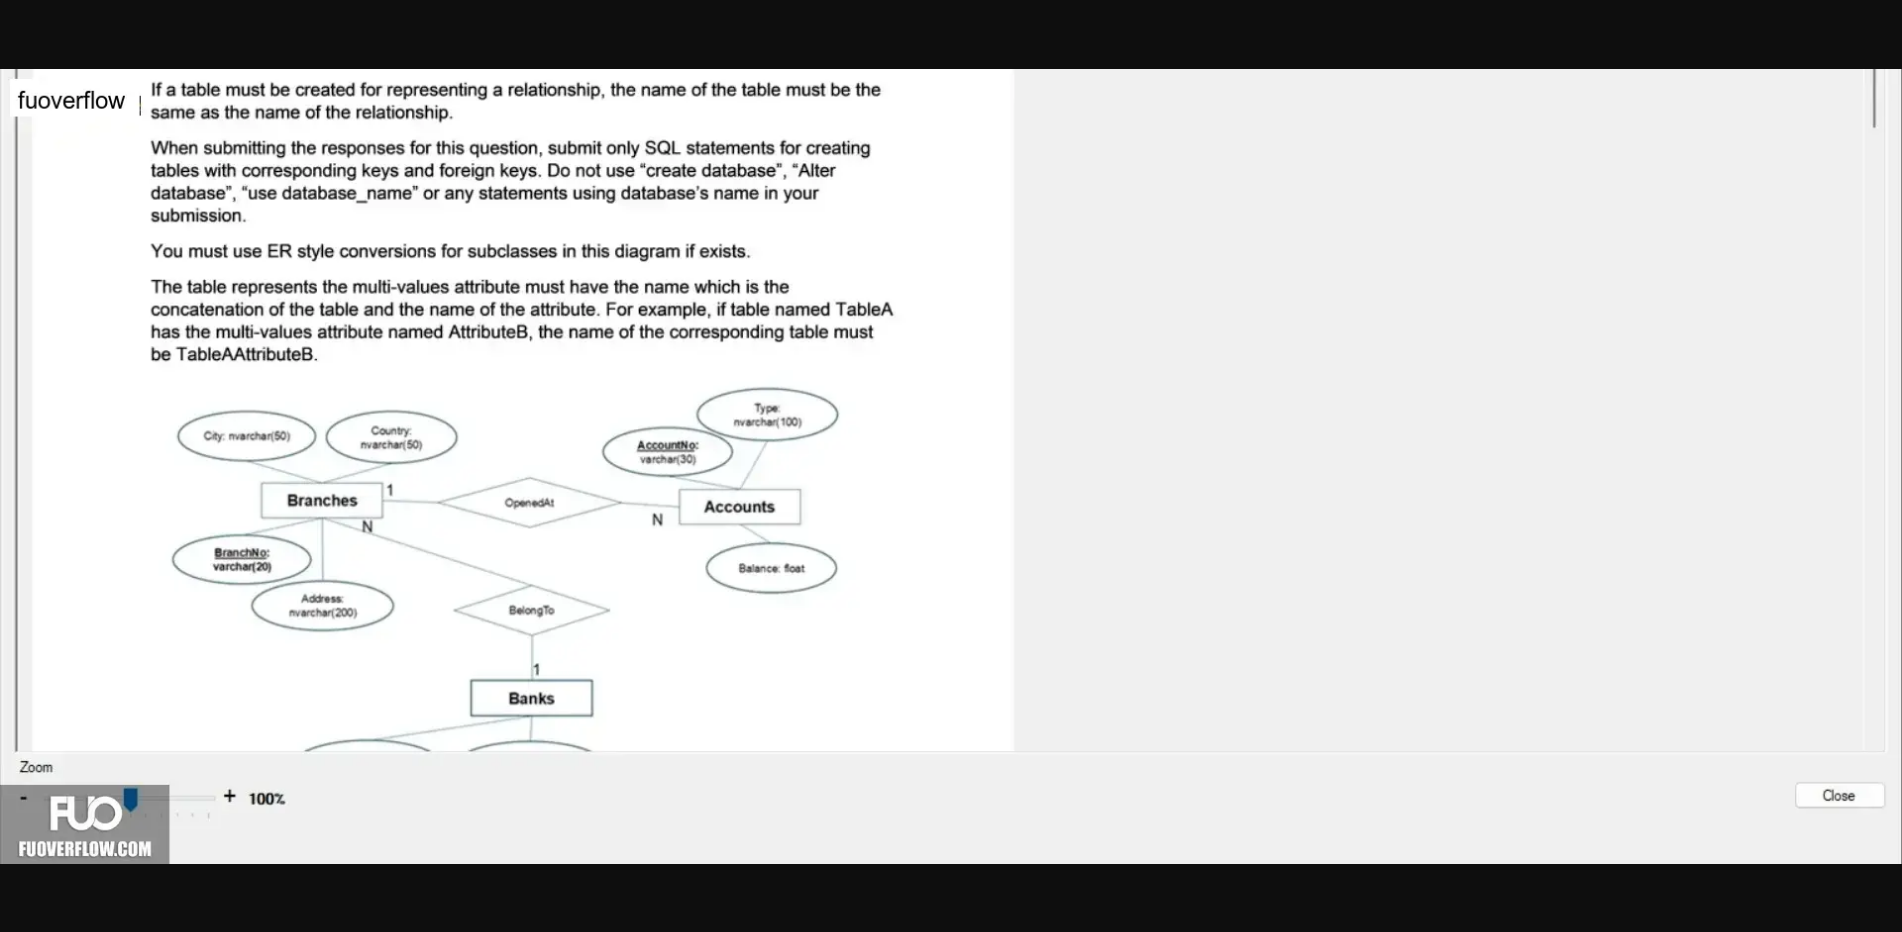 fuoverflow
If a table must be created for representing a relationship, the name of the table must be the
same as the name of the relationship.
When submitting the responses for this question, submit only SQL statements for creating
tables with corresponding keys and foreign keys. Do not use “create database”, “Alter
database”, “use database_name” or any statements using database’s name in your
submission.
You must use ER style conversions for subclasses in this diagram if exists.
The table represents the multi-values attribute must have the name which is the
concatenation of the table and the name of the attribute. For example, if table named TableA
has the multi-values attribute named AttributeB, the name of the corresponding table must
be TableAAttributeB.
City: nvarchar(50)
Country:
nvarchar(50)
Type:
nvarchar(100)
AccountNo:
varchar(30)
Branches
1
OpenedAt
N
Accounts
N
BranchNo:
varchar(20)
Address:
nvarchar(200)
Balance: float
BelongTo
1
Banks
Zoom
- + 100%
Close
FUO
FUOVERFLOW.COM